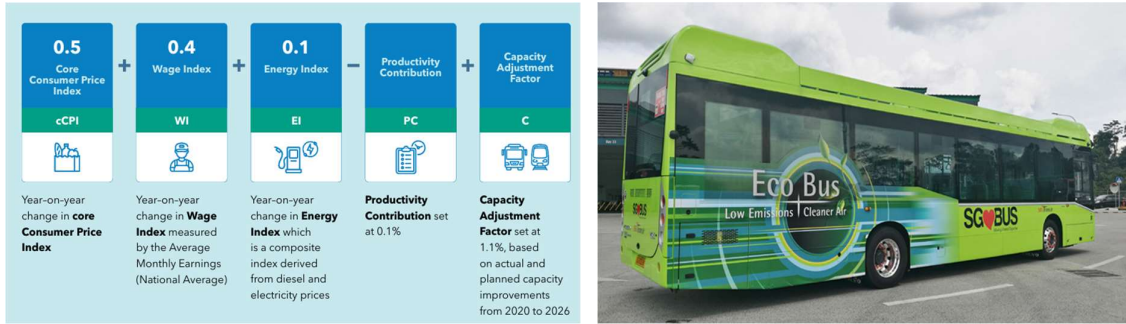 0.5
Core
Consumer Price
Index
cCPI
Year-on-year
change in core
Consumer Price
Index
+
0.4
Wage Index
WI
Year-on-year
change in Wage
Index measured
by the Average
Monthly Earnings
(National Average)
+
0.1
Energy Index
EI
Year-on-year
change in Energy
Index which
is a composite
index derived
from diesel and
electricity prices
−
Productivity
Contribution
PC
Productivity
Contribution set
at 0.1%
+
Capacity
Adjustment
Factor
C
Capacity
Adjustment
Factor set at
1.1%, based
on actual and
planned capacity
improvements
from 2020 to 2026
Eco Bus
Low Emissions Cleaner Air
SG BUS
SG BUS